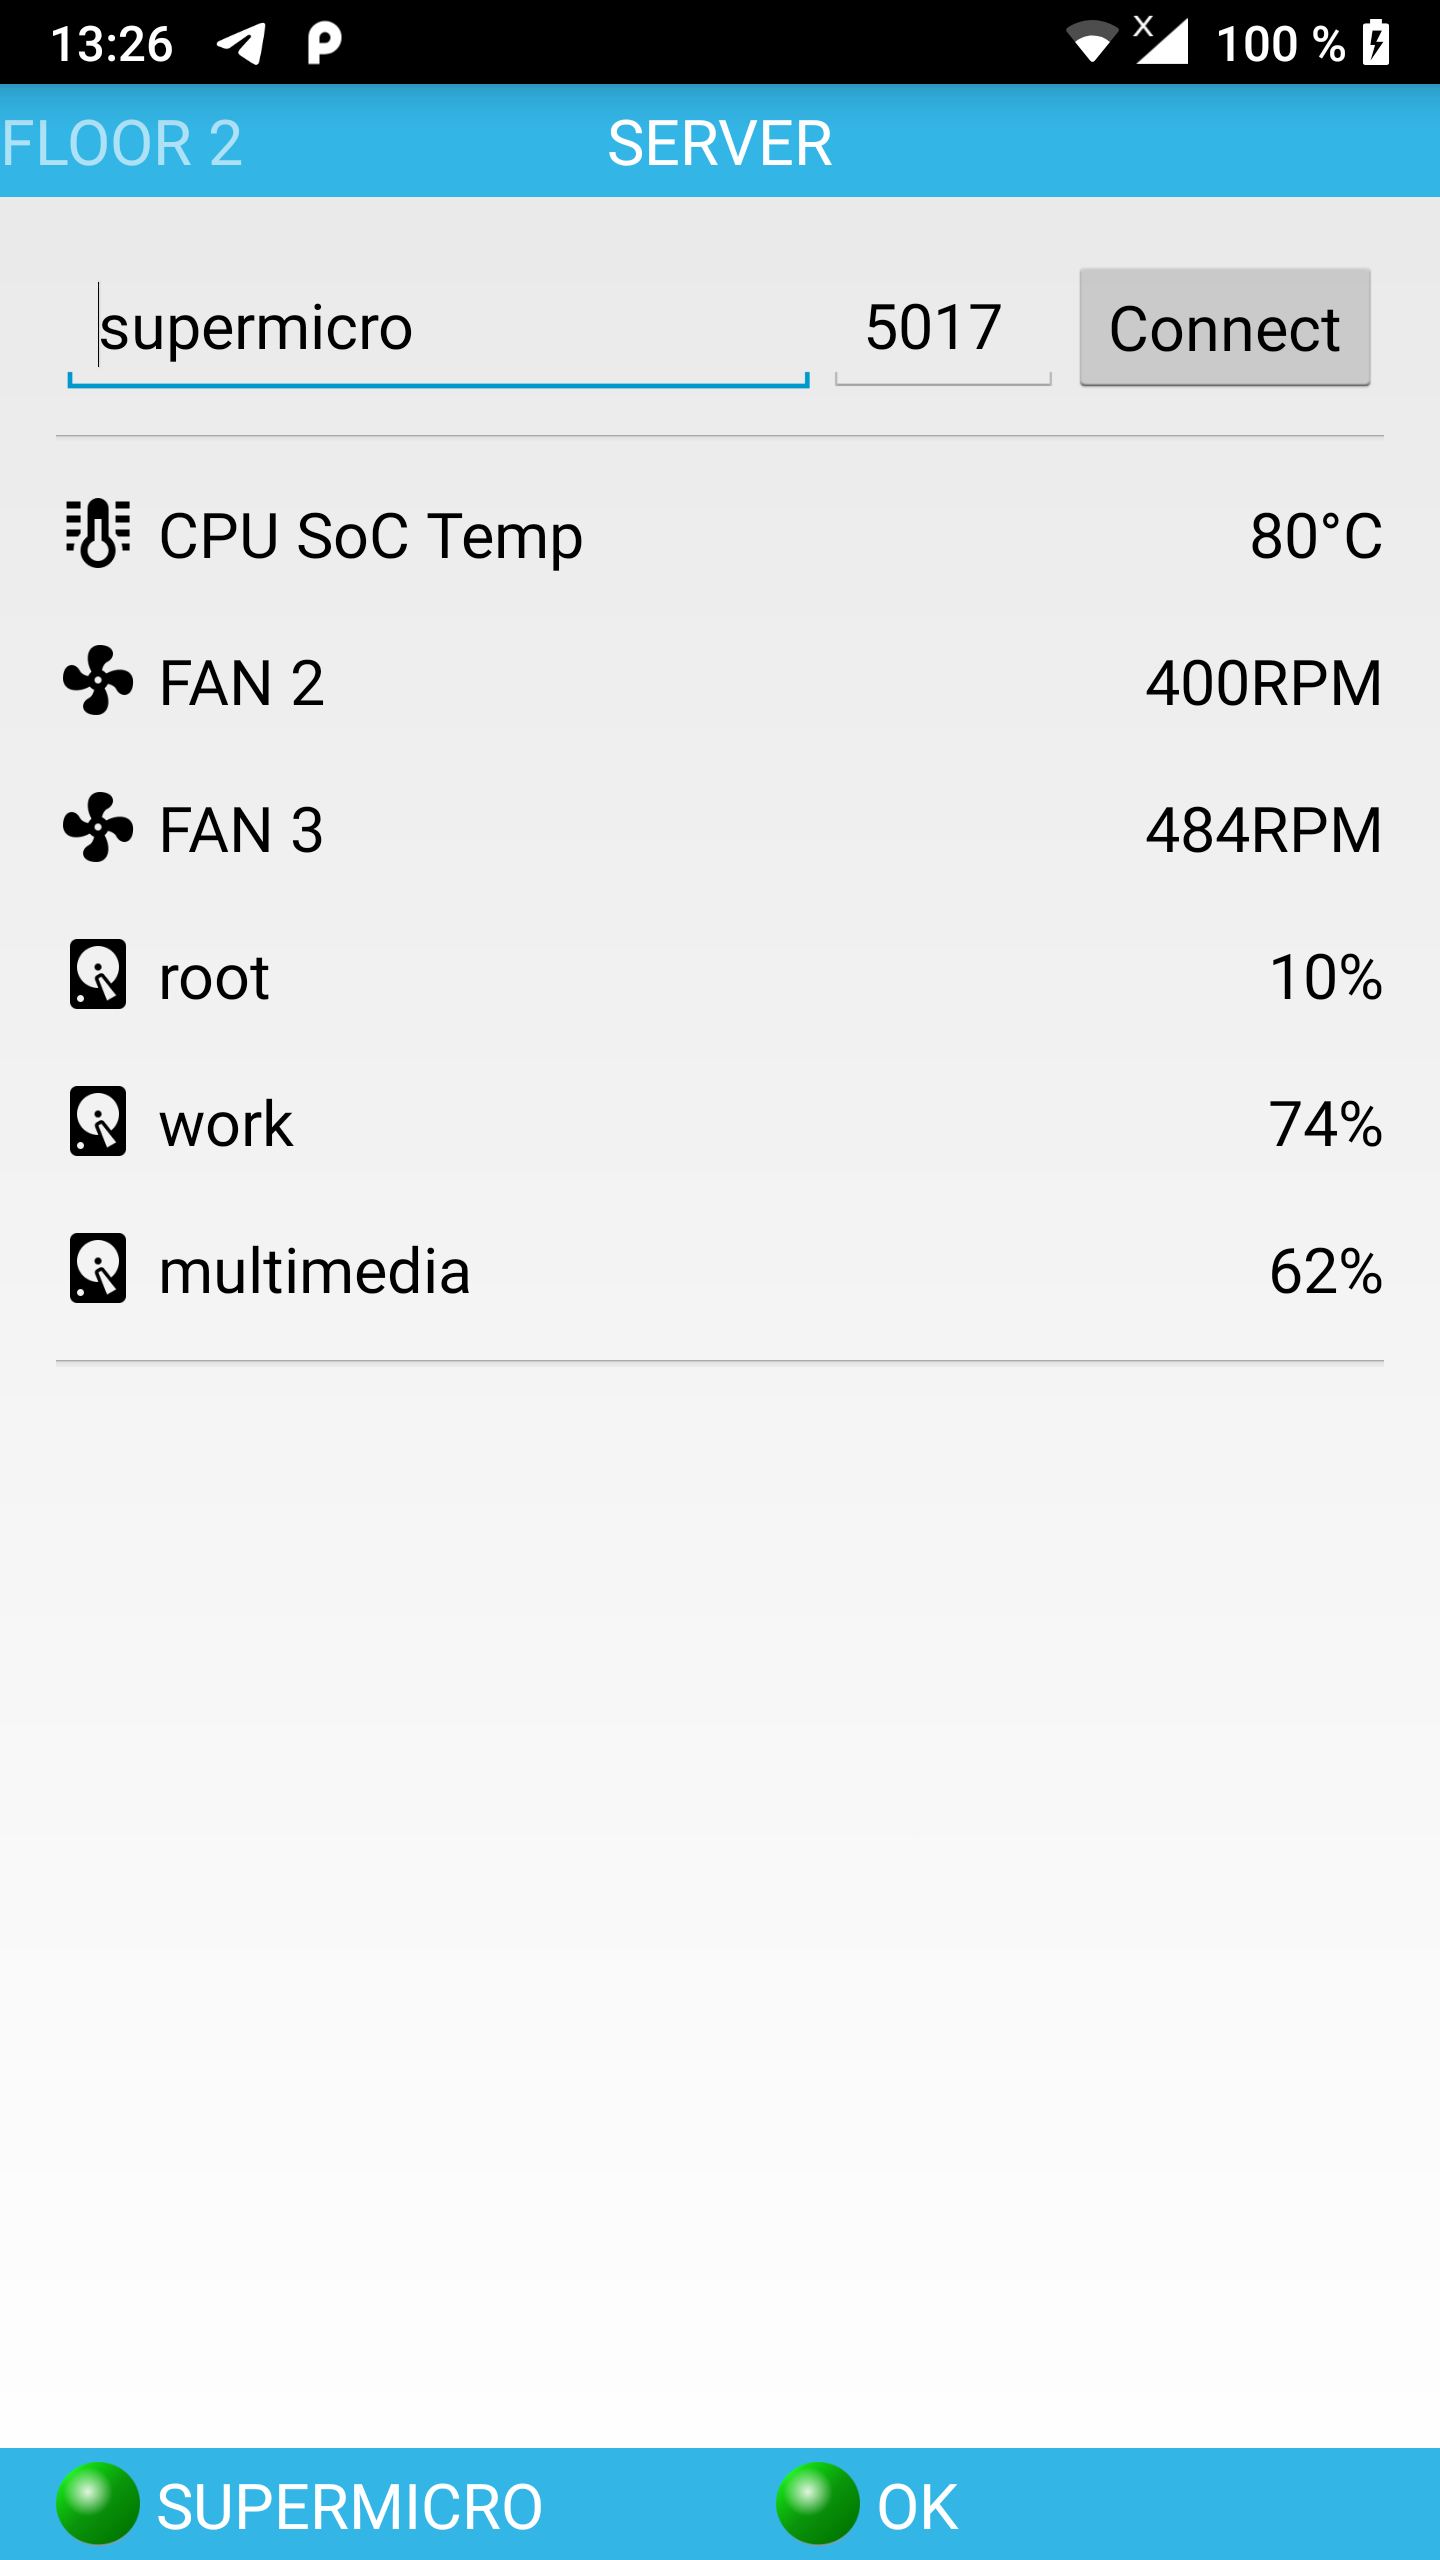 13:26 100 %
FLOOR 2 SERVER
supermicro 5017 Connect
CPU SoC Temp 80°C
FAN 2 400RPM
FAN 3 484RPM
root 10%
work 74%
multimedia 62%
SUPERMICRO OK